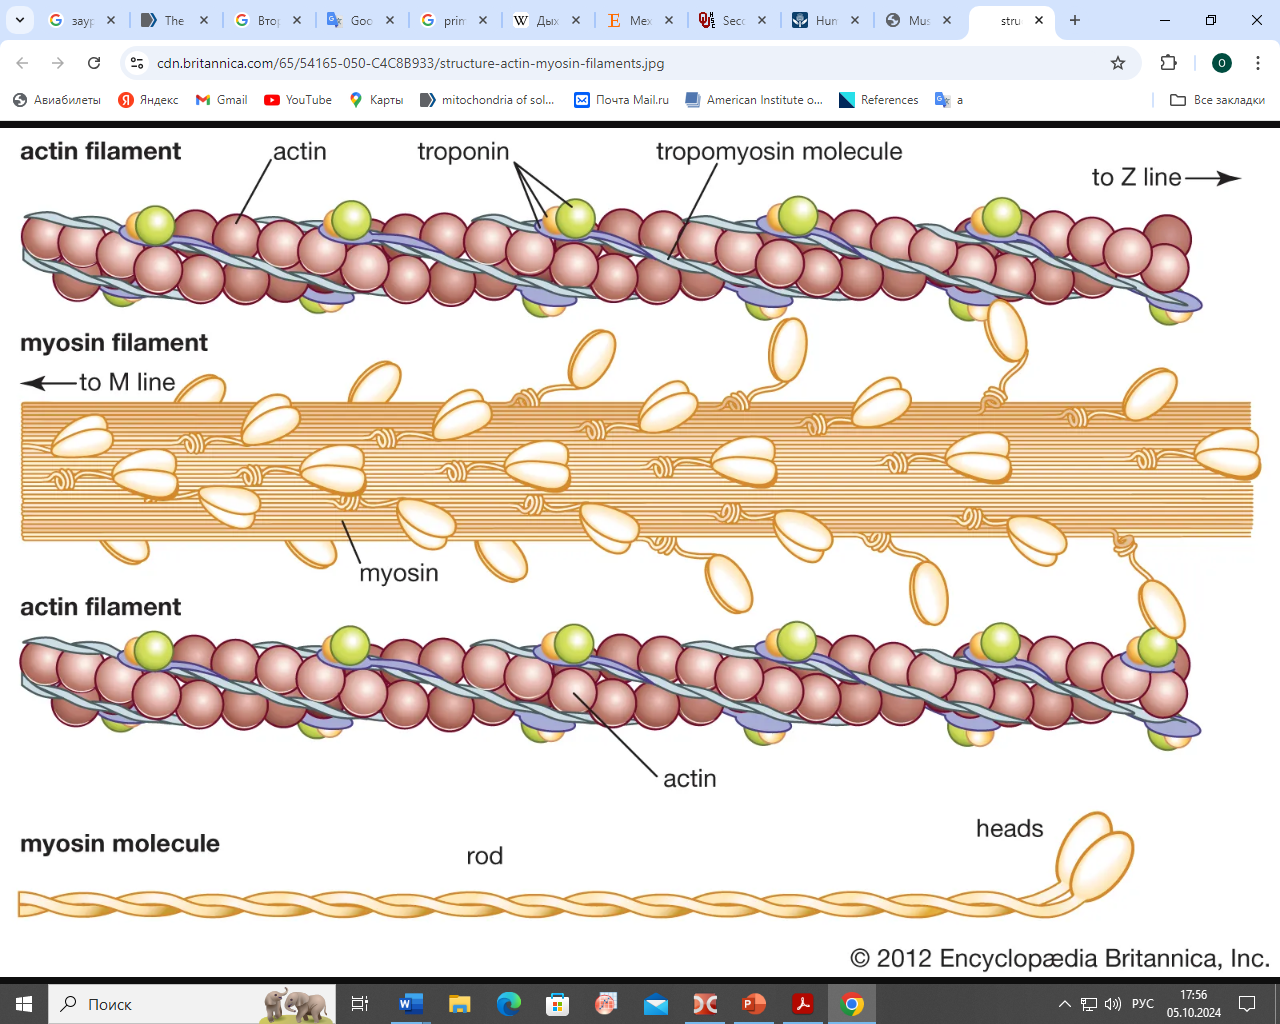 заур
The
Втор
Goo
prin
Дых
Мех
Secc
Hun
Mus
stru
cdn.britannica.com/65/54165-050-C4C8B933/structure-actin-myosin-filaments.jpg
О
Авиабилеты
Яндекс
Gmail
YouTube
Карты
mitochondria of sol...
Почта Mail.ru
American Institute o...
References
а
Все закладки
actin filament
actin
troponin
tropomyosin molecule
to Z line
myosin filament
to M line
myosin
actin filament
actin
myosin molecule
rod
heads
© 2012 Encyclopædia Britannica, Inc.
Поиск
РУС
17:56
05.10.2024